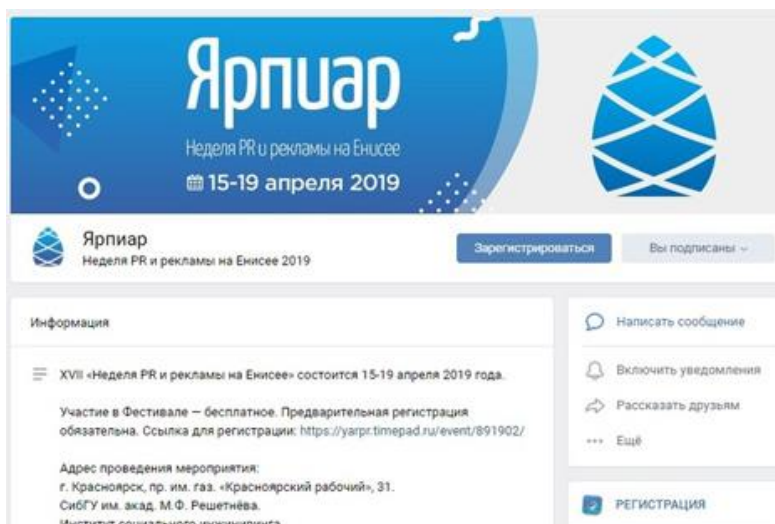 Ярпиар
Неделя PR и рекламы на Енисее
15-19 апреля 2019
Ярпиар
Неделя PR и рекламы на Енисее 2019
Зарегистрироваться
Вы подписаны
Информация
XVII «Неделя PR и рекламы на Енисее» состоится 15-19 апреля 2019 года.
Участие в Фестивале — бесплатное. Предварительная регистрация
обязательна. Ссылка для регистрации: https://yarpr.timepad.ru/event/891902/
Адрес проведения мероприятия:
г. Красноярск, пр. им. газ. «Красноярский рабочий», 31.
СибГУ им. акад. М.Ф. Решетнёва.
Институт социального инжиниринга
Написать сообщение
Включить уведомления
Рассказать друзьям
Ещё
РЕГИСТРАЦИЯ